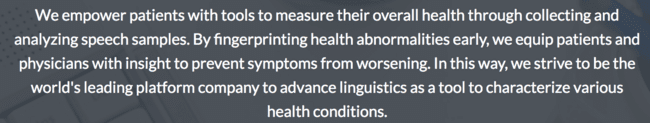 We empower patients with tools to measure their overall health through collecting and
analyzing speech samples. By fingerprinting health abnormalities early, we equip patients and
physicians with insight to prevent symptoms from worsening. In this way, we strive to be the
world's leading platform company to advance linguistics as a tool to characterize various
health conditions.